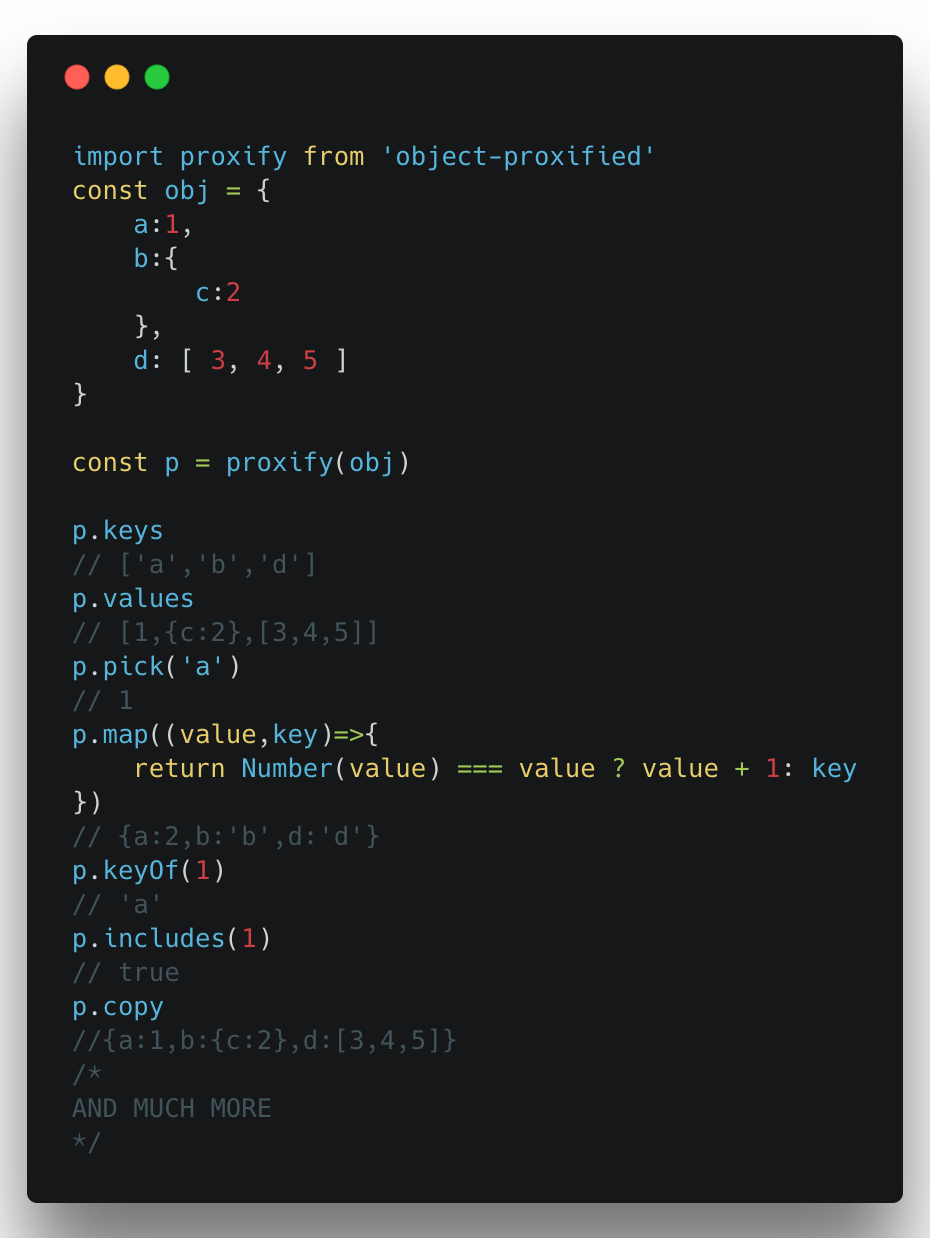 import proxify from 'object-proxified'
const obj = {
    a:1,
    b:{
        c:2
    },
    d: [ 3, 4, 5 ]
}

const p = proxify(obj)

p.keys
// ['a','b','d']
p.values
// [1,{c:2},[3,4,5]]
p.pick('a')
// 1
p.map((value,key)=>{
    return Number(value) === value ? value + 1: key
})
// {a:2,b:'b',d:'d'}
p.keyOf(1)
// 'a'
p.includes(1)
// true
p.copy
//{a:1,b:{c:2},d:[3,4,5]}
/*
AND MUCH MORE
*/